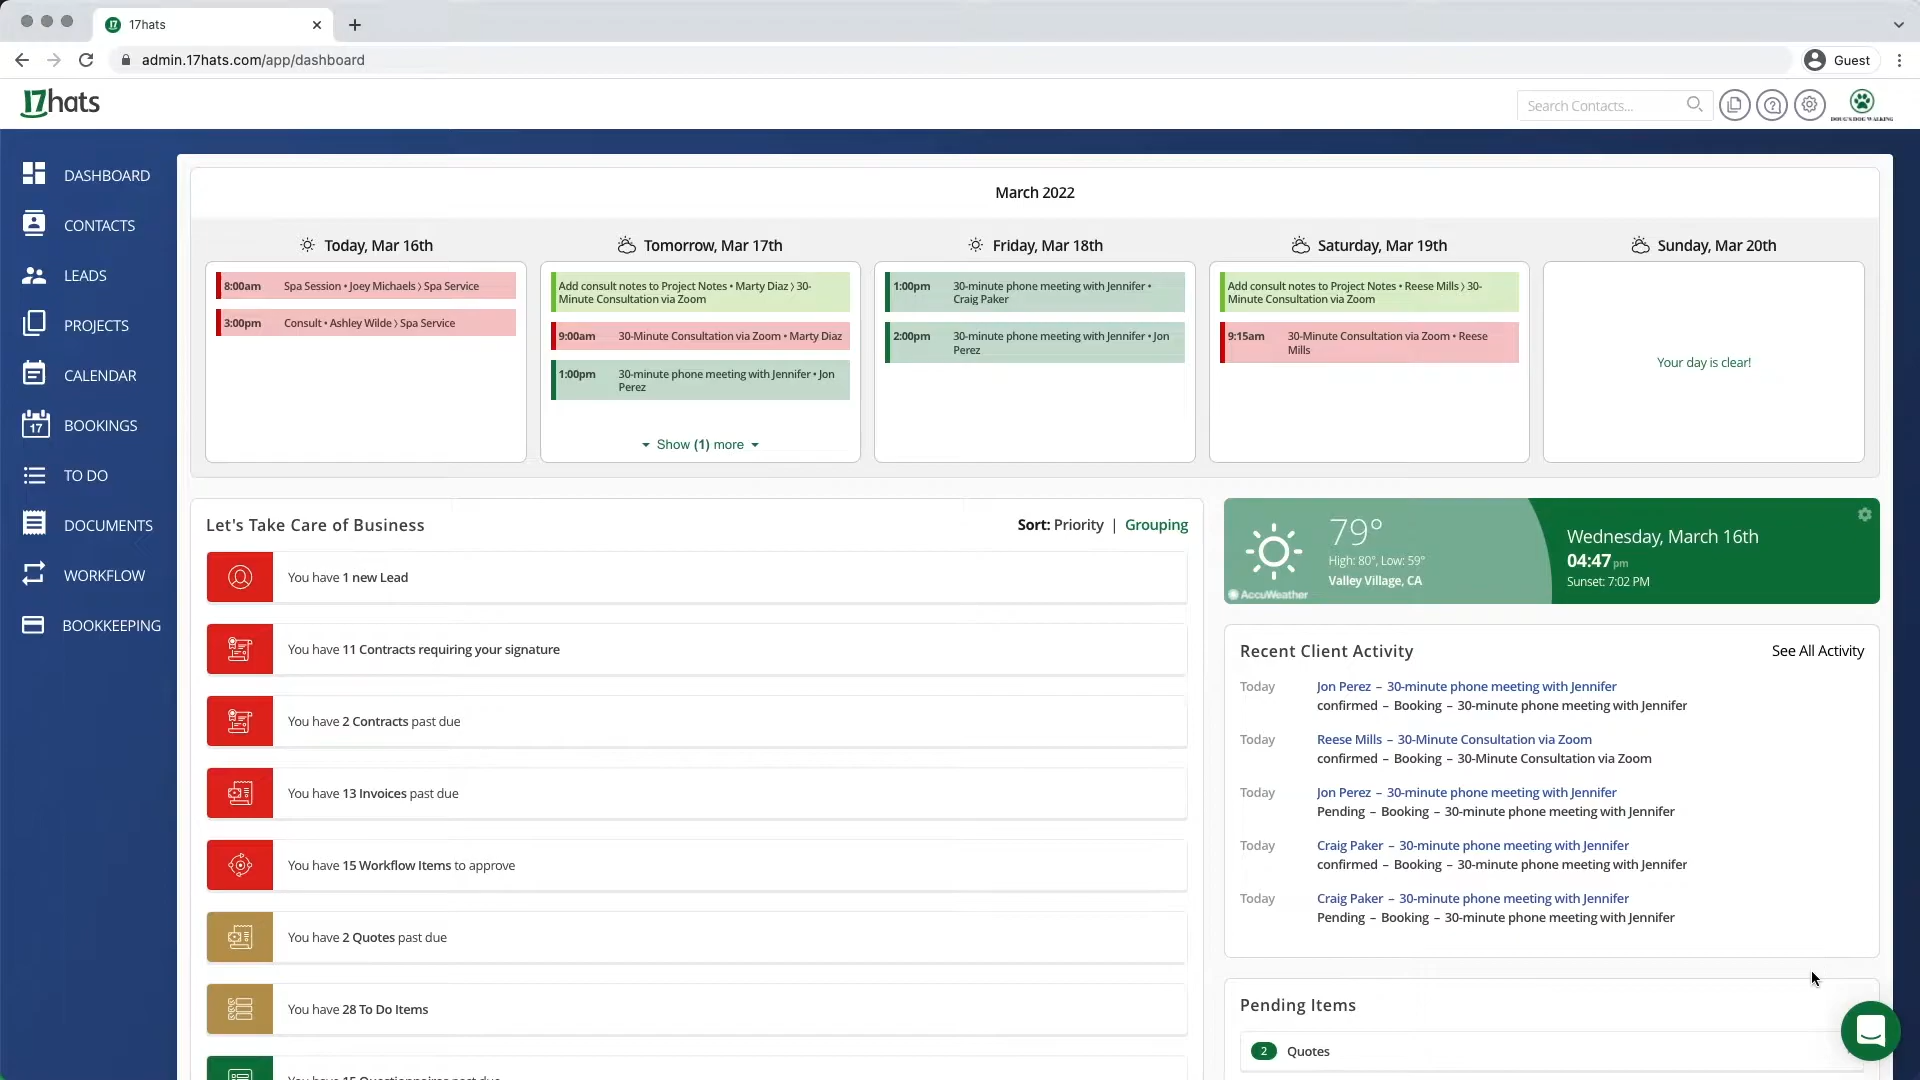 17hats
admin.17hats.com/app/dashboard
Guest
17hats
Search Contacts...
DOUG'S DOG WALKING
DASHBOARD
CONTACTS
LEADS
PROJECTS
CALENDAR
17
BOOKINGS
TO DO
DOCUMENTS
WORKFLOW
BOOKKEEPING
March 2022
Today, Mar 16th
8:00am Spa Session • Joey Michaels › Spa Service
3:00pm Consult • Ashley Wilde › Spa Service
Tomorrow, Mar 17th
Add consult notes to Project Notes • Marty Diaz › 30-
Minute Consultation via Zoom
9:00am 30-Minute Consultation via Zoom • Marty Diaz
1:00pm 30-minute phone meeting with Jennifer • Jon
Perez
Show (1) more
Friday, Mar 18th
1:00pm 30-minute phone meeting with Jennifer •
Craig Paker
2:00pm 30-minute phone meeting with Jennifer • Jon
Perez
Saturday, Mar 19th
Add consult notes to Project Notes • Reese Mills › 30-
Minute Consultation via Zoom
9:15am 30-Minute Consultation via Zoom • Reese
Mills
Sunday, Mar 20th
Your day is clear!
Let's Take Care of Business
Sort: Priority | Grouping
You have 1 new Lead
You have 11 Contracts requiring your signature
You have 2 Contracts past due
You have 13 Invoices past due
You have 15 Workflow Items to approve
You have 2 Quotes past due
You have 28 To Do Items
You have 15 Questionnaires past due
79°
High: 80°, Low: 59°
Valley Village, CA
AccuWeather
Wednesday, March 16th
04:47 pm
Sunset: 7:02 PM
Recent Client Activity
See All Activity
Today Jon Perez – 30-minute phone meeting with Jennifer
confirmed – Booking – 30-minute phone meeting with Jennifer
Today Reese Mills – 30-Minute Consultation via Zoom
confirmed – Booking – 30-Minute Consultation via Zoom
Today Jon Perez – 30-minute phone meeting with Jennifer
Pending – Booking – 30-minute phone meeting with Jennifer
Today Craig Paker – 30-minute phone meeting with Jennifer
confirmed – Booking – 30-minute phone meeting with Jennifer
Today Craig Paker – 30-minute phone meeting with Jennifer
Pending – Booking – 30-minute phone meeting with Jennifer
Pending Items
2 Quotes